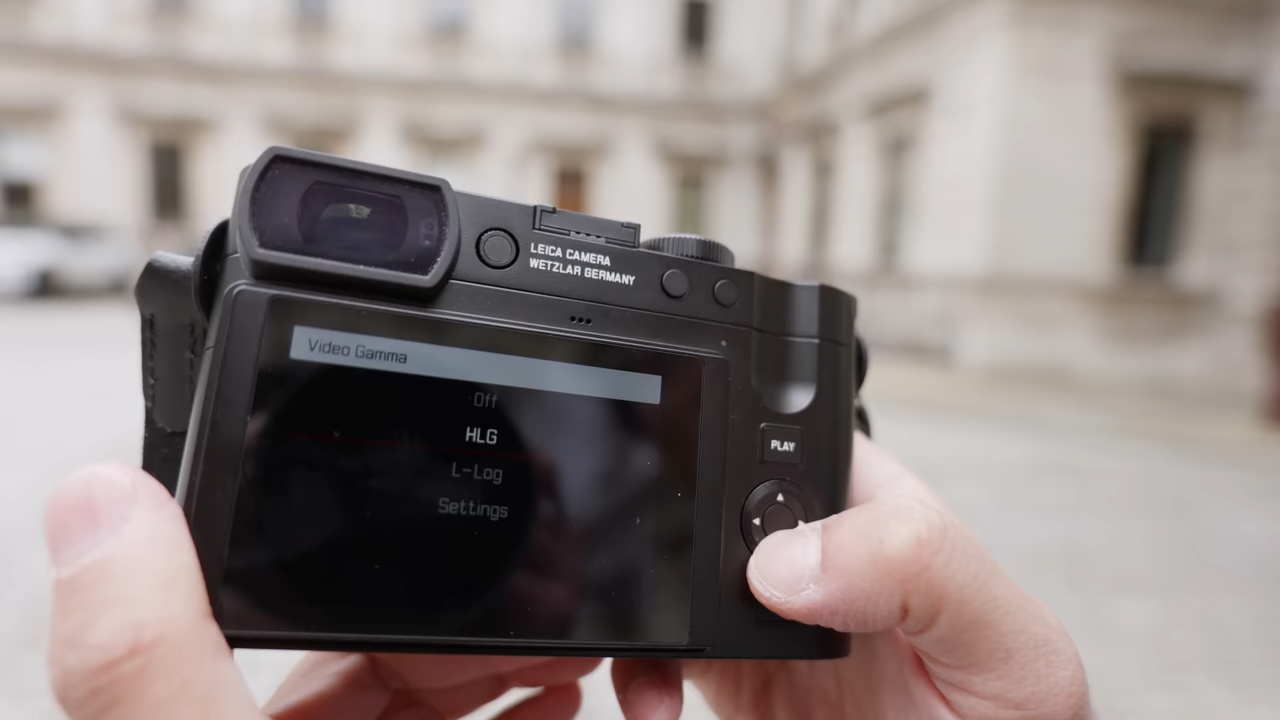 LEICA CAMERA
WETZLAR GERMANY
Video Gamma
Off
HLG
L-Log
Settings
PLAY